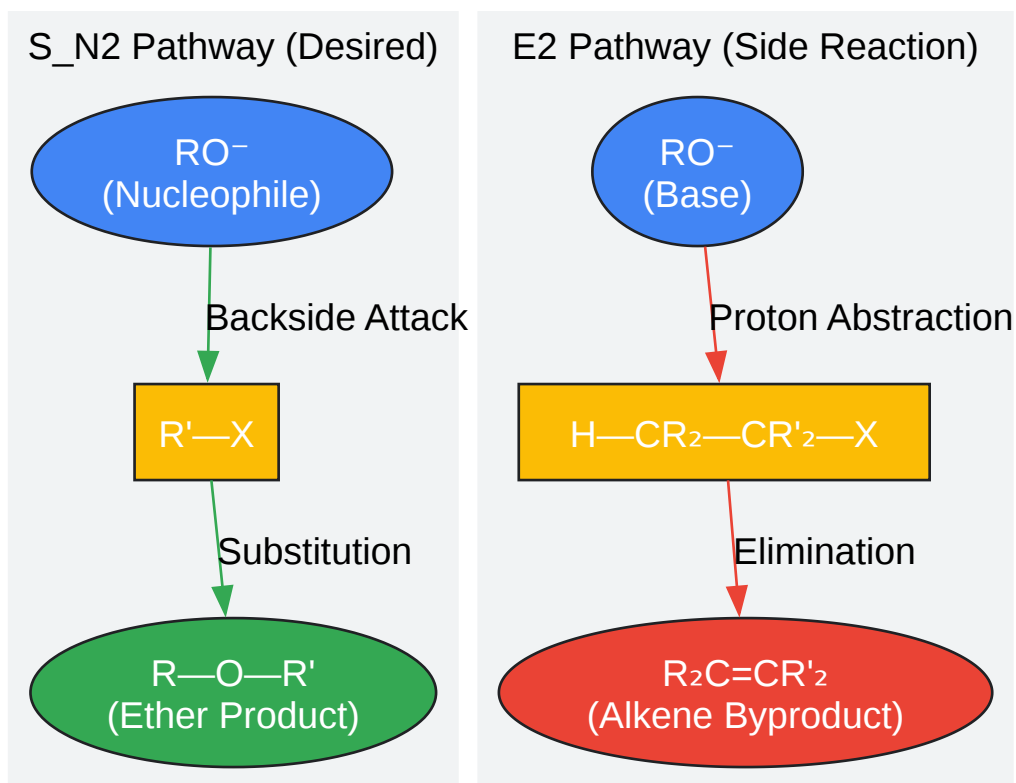 S_N2 Pathway (Desired)
RO⁻
(Nucleophile)
Backside Attack
R'—X
Substitution
R—O—R'
(Ether Product)
E2 Pathway (Side Reaction)
RO⁻
(Base)
Proton Abstraction
H—CR₂—CR'₂—X
Elimination
R₂C=CR'₂
(Alkene Byproduct)